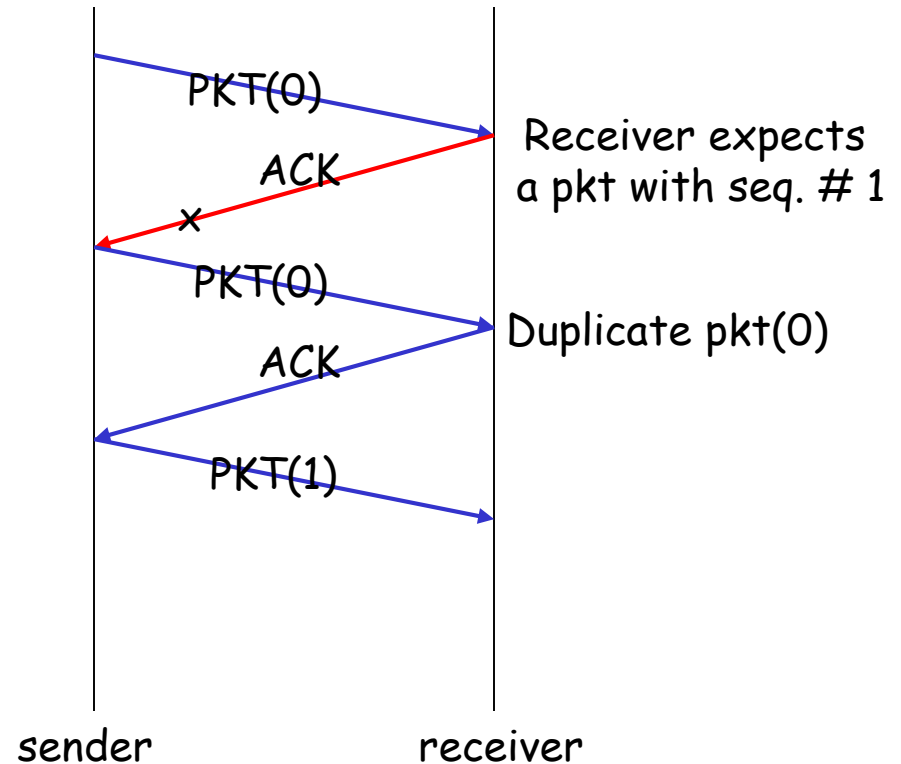 PKT(0)
Receiver expects
a pkt with seq. # 1
ACK
x
PKT(0)
Duplicate pkt(0)
ACK
PKT(1)
sender
receiver